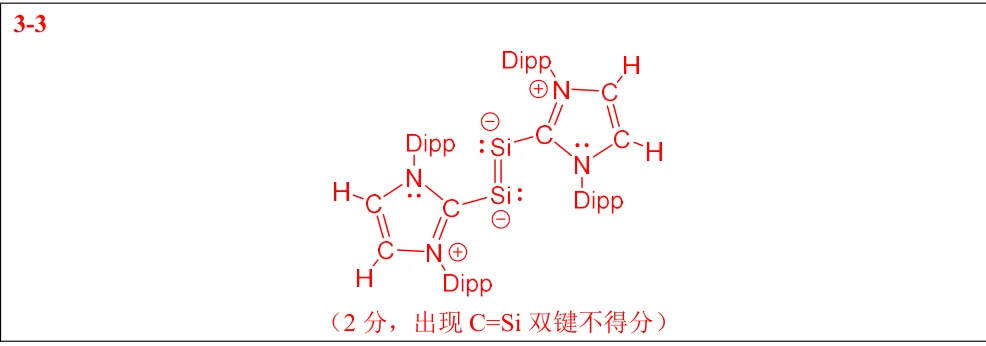 3-3
Dipp
H
⊕
N
C
⊖
:Si
C
C
H
Dipp
N
Dipp
H
N
C
C
Si:
⊖
C
N
⊕
H
Dipp
（2 分，出现 C=Si 双键不得分）